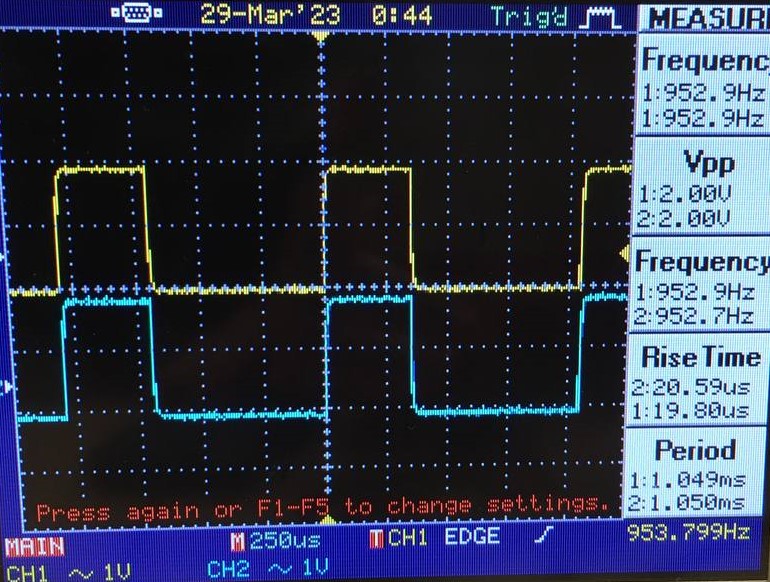 29-Mar'23 0:44 Trig'd
MEASUR
Frequenc
1:952.9Hz
1:952.9Hz
Vpp
1:2.00V
2:2.00V
Frequency
1:952.9Hz
2:952.7Hz
Rise Time
2:20.59us
1:19.80us
Period
1:1.049ms
2:1.050ms
Press again or F1-F5 to change settings.
MAIN M 250us T CH1 EDGE 953.799Hz
CH1 ~ 1V CH2 ~ 1V